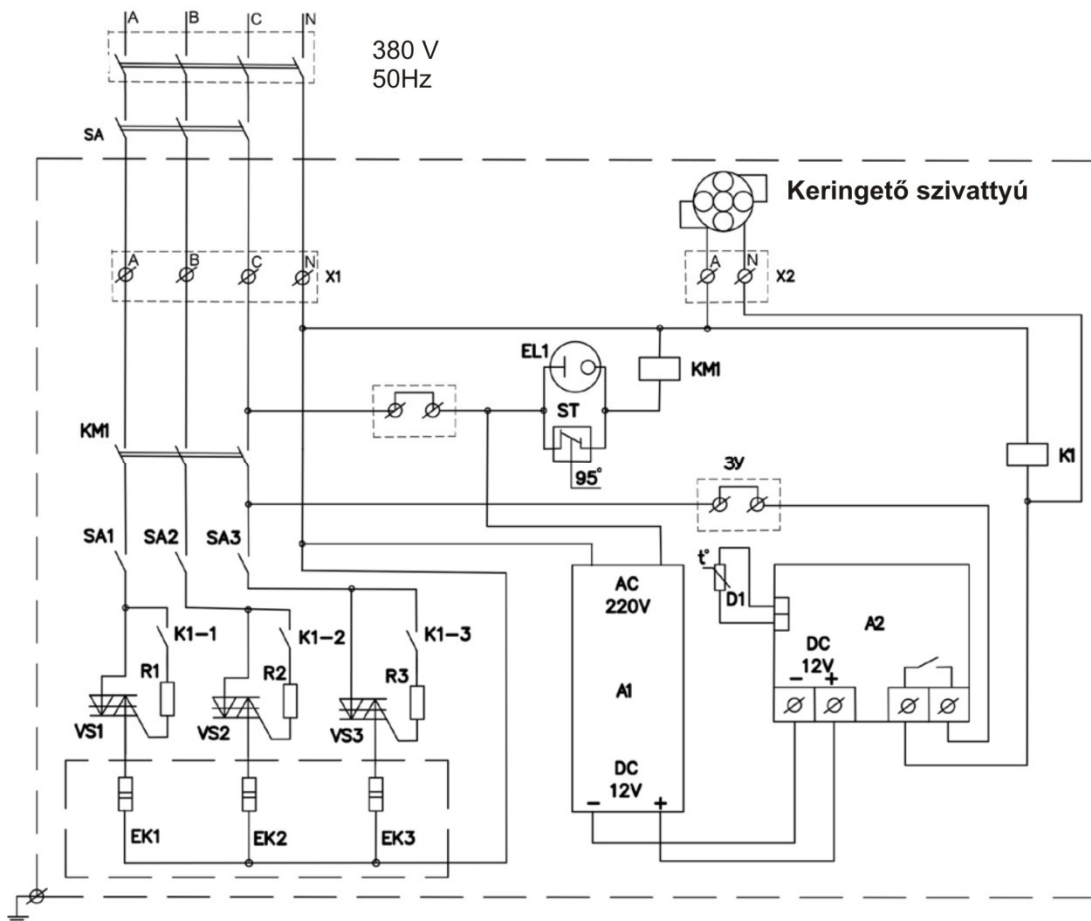 A B C N
380 V
50Hz
SA
Keringető szivattyú
A B C N X1
A N X2
EL1
KM1
ST
95°
KM1
ЗУ
K1
SA1 SA2 SA3
t°
D1
AC
220V
A1
DC
12V
- +
A2
DC
12V
- +
K1-1 K1-2 K1-3
R1 R2 R3
VS1 VS2 VS3
EK1 EK2 EK3